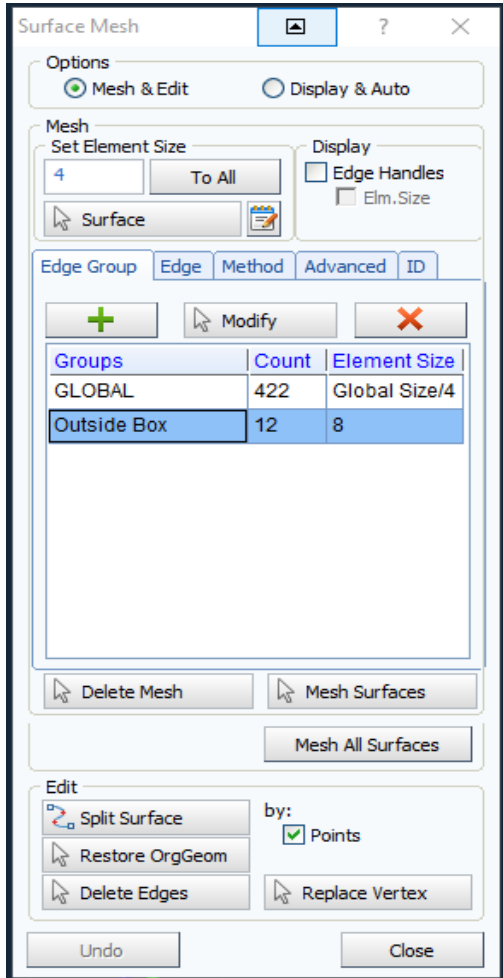 Surface Mesh ?
Options
Mesh & Edit Display & Auto
Mesh
Set Element Size Display
4 To All Edge Handles
Elm.Size
Surface
Edge Group Edge Method Advanced ID
Modify
Groups Count Element Size
GLOBAL 422 Global Size/4
Outside Box 12 8
Delete Mesh Mesh Surfaces
Mesh All Surfaces
Edit
Split Surface by:
Points
Restore OrgGeom
Delete Edges Replace Vertex
Undo Close